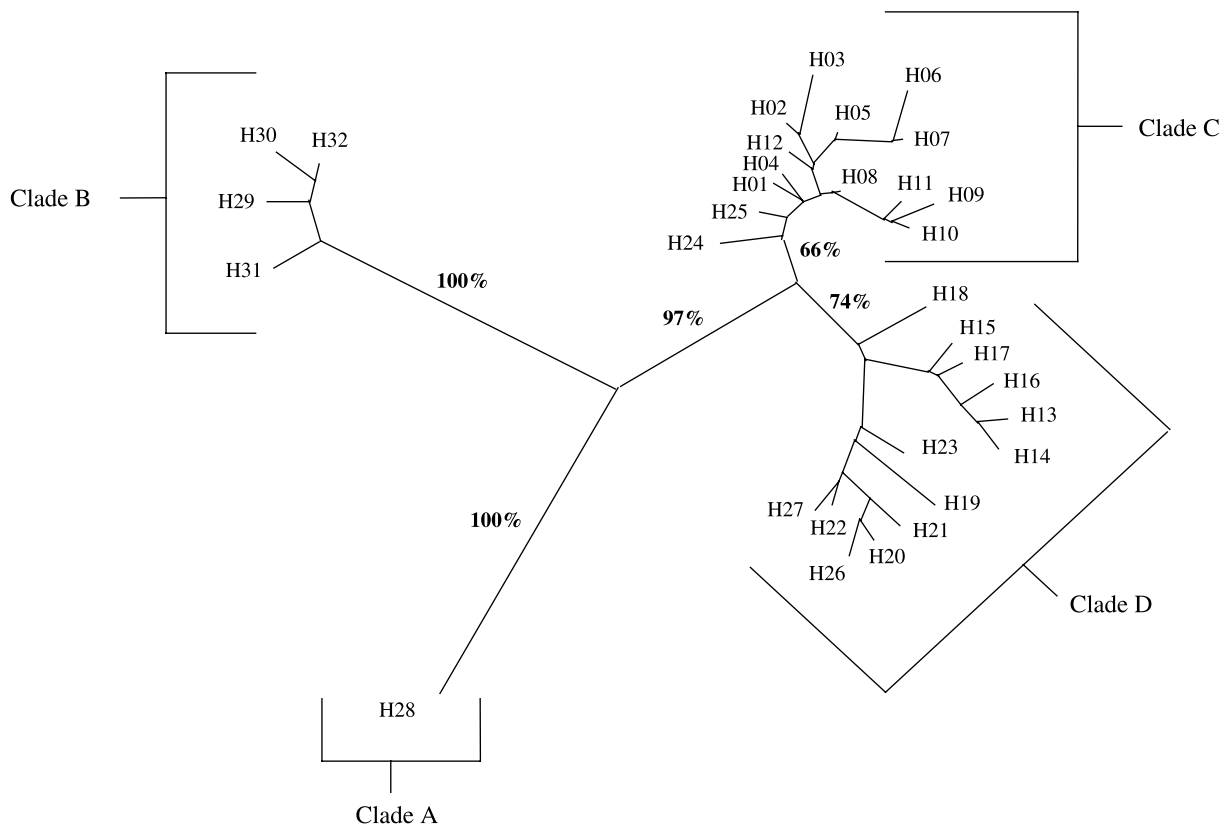 H03
H06
H02
H05
Clade C
H30
H32
H12
H07
H04
H08
H01
H11
H09
Clade B
H29
H25
H10
H24
66%
H31
100%
H18
74%
97%
H15
H17
H16
H13
H23
H14
H19
H27
H22
H21
100%
H20
H26
Clade D
H28
Clade A